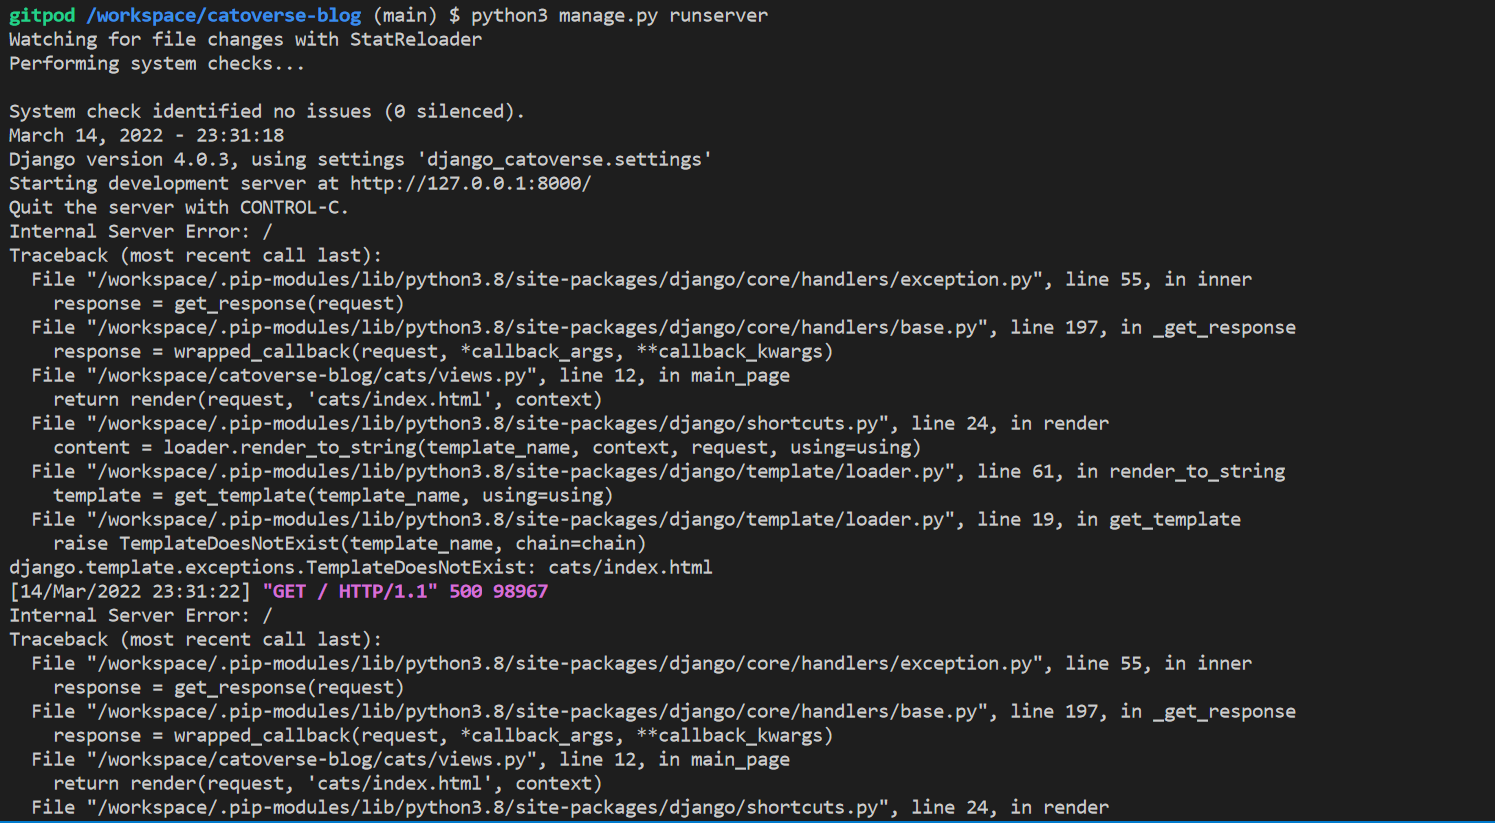 gitpod /workspace/catoverse-blog (main) $ python3 manage.py runserver
Watching for file changes with StatReloader
Performing system checks...
System check identified no issues (0 silenced).
March 14, 2022 - 23:31:18
Django version 4.0.3, using settings 'django_catoverse.settings'
Starting development server at http://127.0.0.1:8000/
Quit the server with CONTROL-C.
Internal Server Error: /
Traceback (most recent call last):
  File "/workspace/.pip-modules/lib/python3.8/site-packages/django/core/handlers/exception.py", line 55, in inner
    response = get_response(request)
  File "/workspace/.pip-modules/lib/python3.8/site-packages/django/core/handlers/base.py", line 197, in _get_response
    response = wrapped_callback(request, *callback_args, **callback_kwargs)
  File "/workspace/catoverse-blog/cats/views.py", line 12, in main_page
    return render(request, 'cats/index.html', context)
  File "/workspace/.pip-modules/lib/python3.8/site-packages/django/shortcuts.py", line 24, in render
    content = loader.render_to_string(template_name, context, request, using=using)
  File "/workspace/.pip-modules/lib/python3.8/site-packages/django/template/loader.py", line 61, in render_to_string
    template = get_template(template_name, using=using)
  File "/workspace/.pip-modules/lib/python3.8/site-packages/django/template/loader.py", line 19, in get_template
    raise TemplateDoesNotExist(template_name, chain=chain)
django.template.exceptions.TemplateDoesNotExist: cats/index.html
[14/Mar/2022 23:31:22] "GET / HTTP/1.1" 500 98967
Internal Server Error: /
Traceback (most recent call last):
  File "/workspace/.pip-modules/lib/python3.8/site-packages/django/core/handlers/exception.py", line 55, in inner
    response = get_response(request)
  File "/workspace/.pip-modules/lib/python3.8/site-packages/django/core/handlers/base.py", line 197, in _get_response
    response = wrapped_callback(request, *callback_args, **callback_kwargs)
  File "/workspace/catoverse-blog/cats/views.py", line 12, in main_page
    return render(request, 'cats/index.html', context)
  File "/workspace/.pip-modules/lib/python3.8/site-packages/django/shortcuts.py", line 24, in render